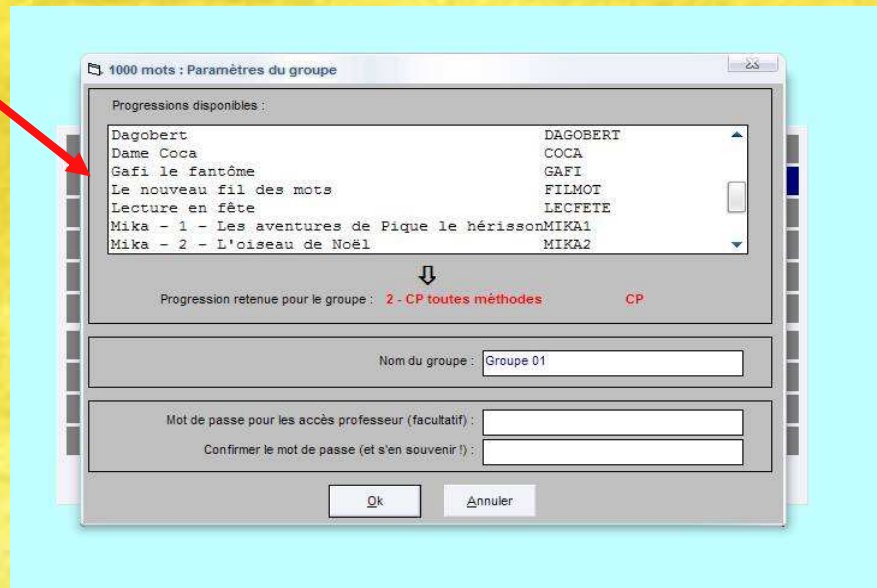 1000 mots : Paramètres du groupe
Progressions disponibles :
Dagobert DAGOBERT
Dame Coca COCA
Gafi le fantôme GAFI
Le nouveau fil des mots FILMOT
Lecture en fête LECFETE
Mika - 1 - Les aventures de Pique le hérissonMIKA1
Mika - 2 - L'oiseau de Noël MIKA2
Progression retenue pour le groupe : 2 - CP toutes méthodes CP
Nom du groupe : Groupe 01
Mot de passe pour les accès professeur (facultatif) :
Confirmer le mot de passe (et s'en souvenir !) :
Ok Annuler